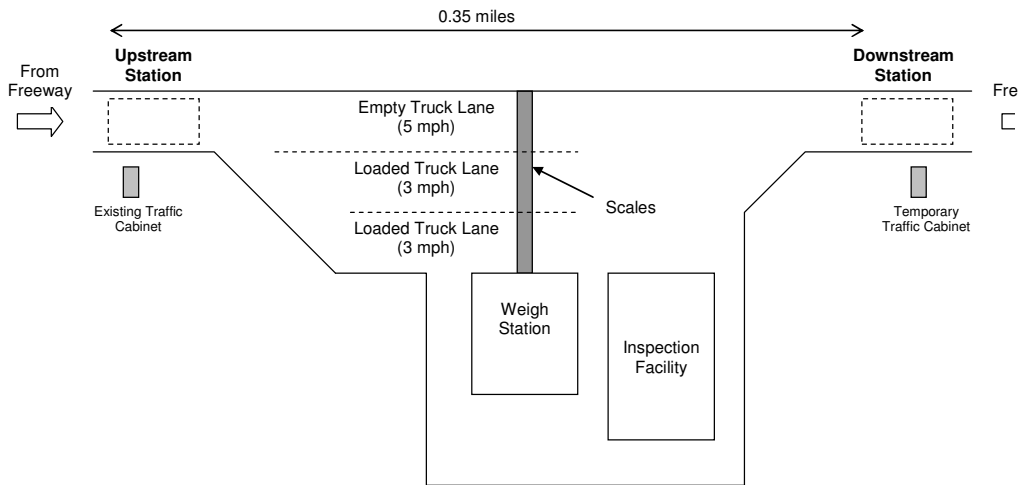 0.35 miles
Upstream
Station
Downstream
Station
From
Freeway
Fre
Empty Truck Lane
(5 mph)
Loaded Truck Lane
(3 mph)
Loaded Truck Lane
(3 mph)
Scales
Existing Traffic
Cabinet
Temporary
Traffic Cabinet
Weigh
Station
Inspection
Facility